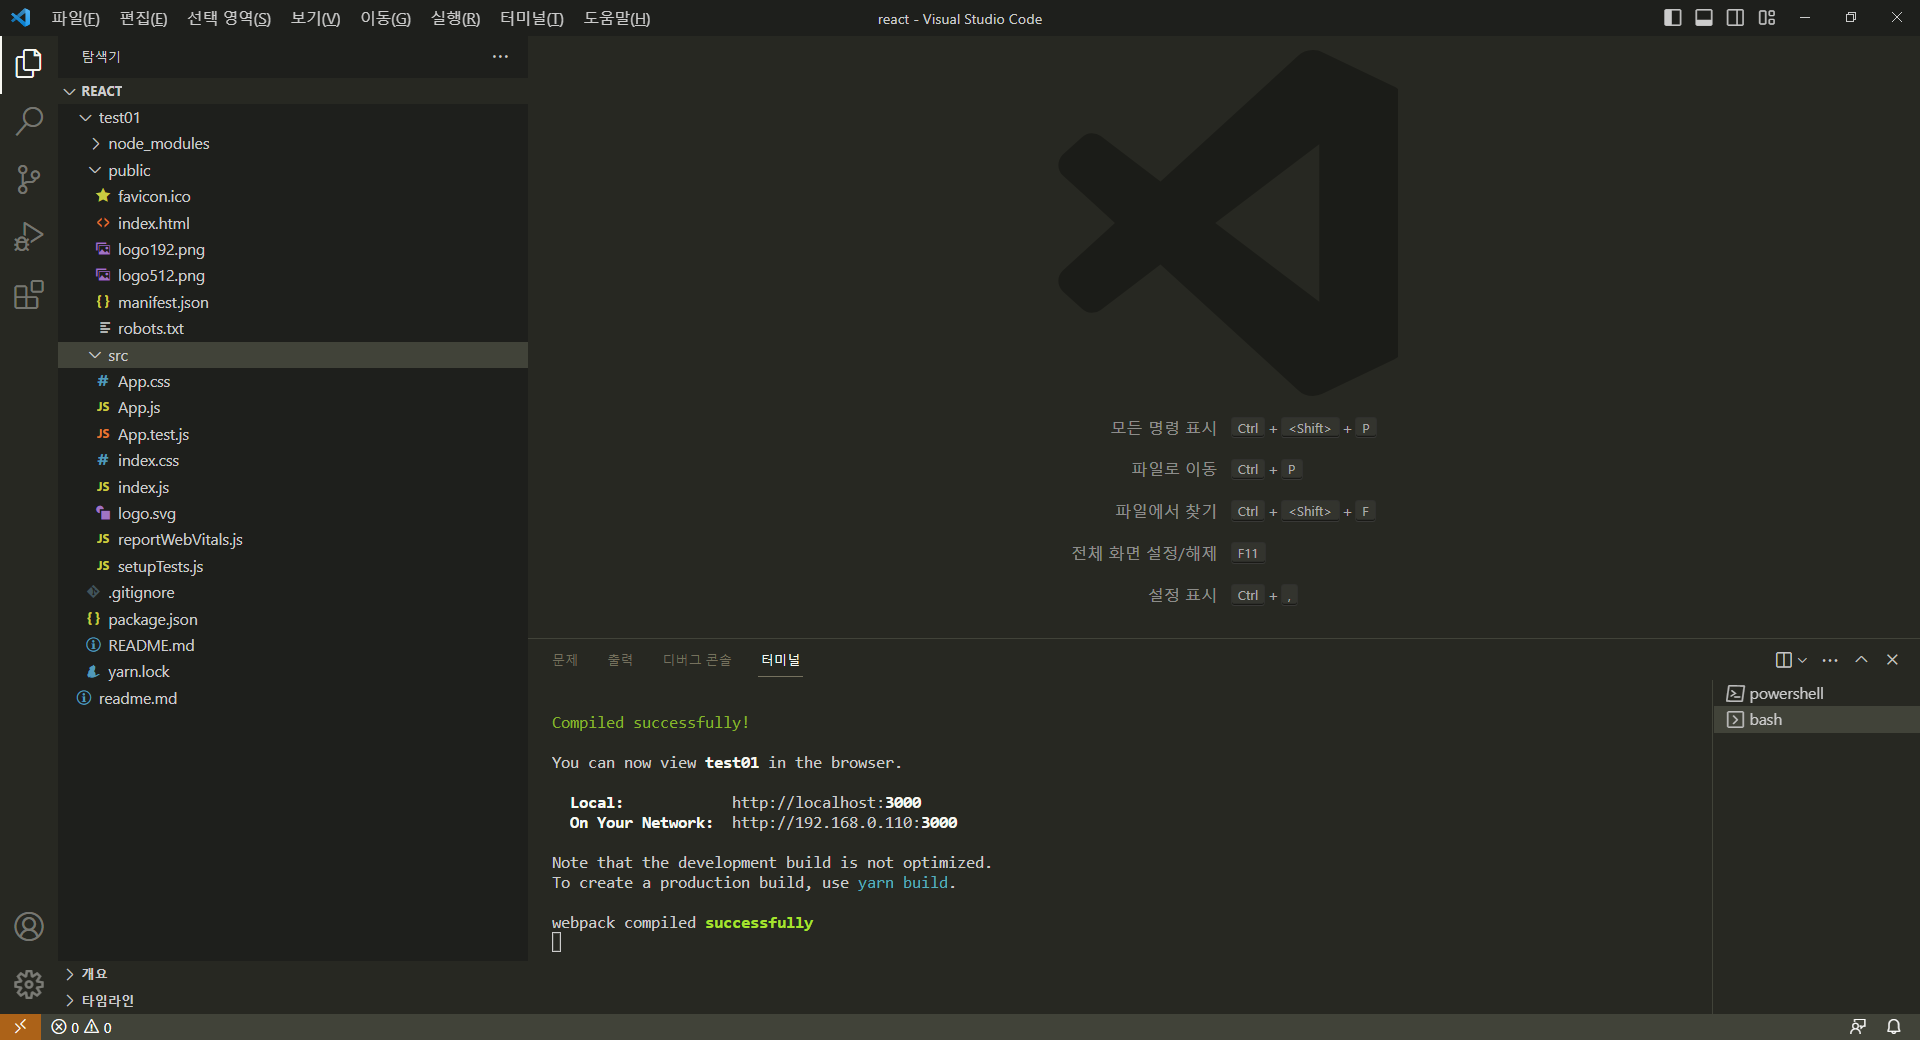 파일(F) 편집(E) 선택 영역(S) 보기(V) 이동(G) 실행(R) 터미널(T) 도움말(H)
react - Visual Studio Code
탐색기
REACT
test01
node_modules
public
favicon.ico
index.html
logo192.png
logo512.png
manifest.json
robots.txt
src
App.css
App.js
App.test.js
index.css
index.js
logo.svg
reportWebVitals.js
setupTests.js
.gitignore
package.json
README.md
yarn.lock
readme.md
개요
타임라인
모든 명령 표시 Ctrl + <Shift> + P
파일로 이동 Ctrl + P
파일에서 찾기 Ctrl + <Shift> + F
전체 화면 설정/해제 F11
설정 표시 Ctrl + ,
문제 출력 디버그 콘솔 터미널
Compiled successfully!
You can now view test01 in the browser.
Local: http://localhost:3000
On Your Network: http://192.168.0.110:3000
Note that the development build is not optimized.
To create a production build, use yarn build.
webpack compiled successfully
powershell
bash
0 0